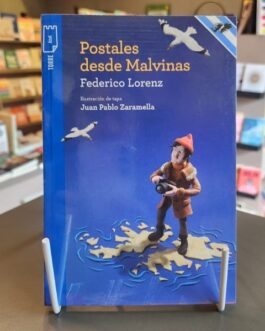 TORRE
Postales
desde Malvinas
Federico Lorenz
Ilustración de tapa
Juan Pablo Zaramella